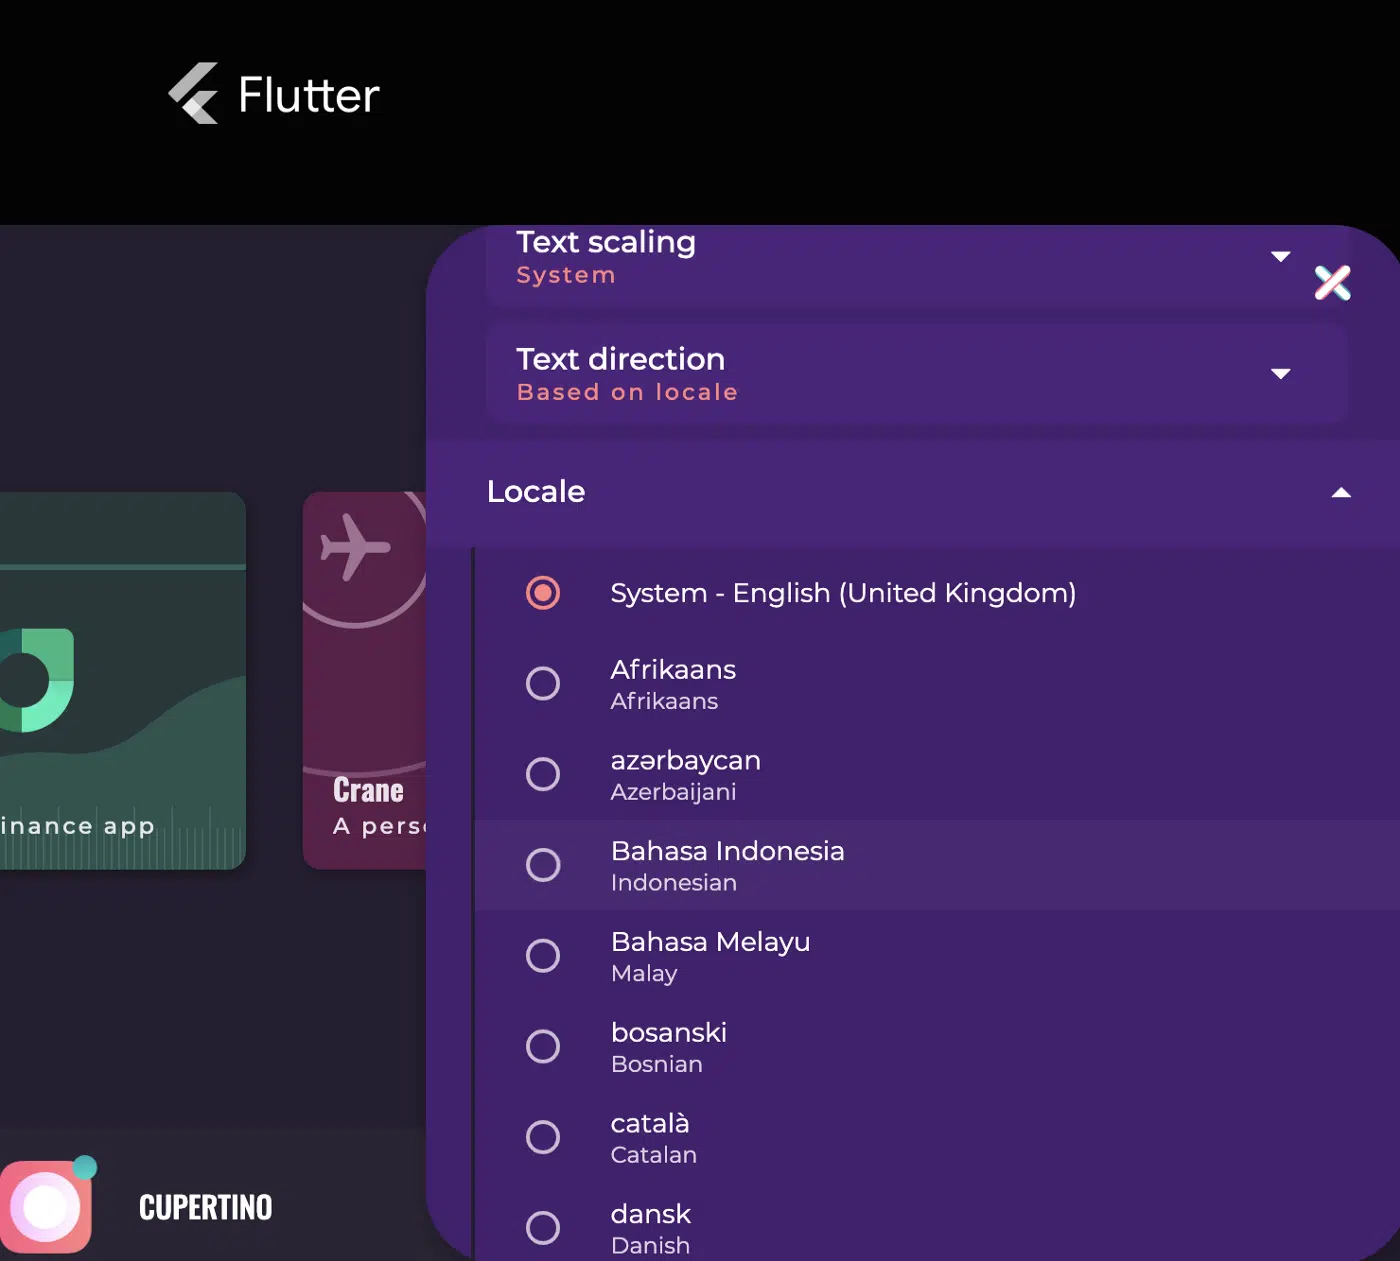 Flutter
Text scaling
System
Text direction
Based on locale
Locale
System - English (United Kingdom)
Afrikaans
Afrikaans
azərbaycan
Azerbaijani
Bahasa Indonesia
Indonesian
Bahasa Melayu
Malay
bosanski
Bosnian
català
Catalan
dansk
Danish
inance app
Crane
A pers
CUPERTINO